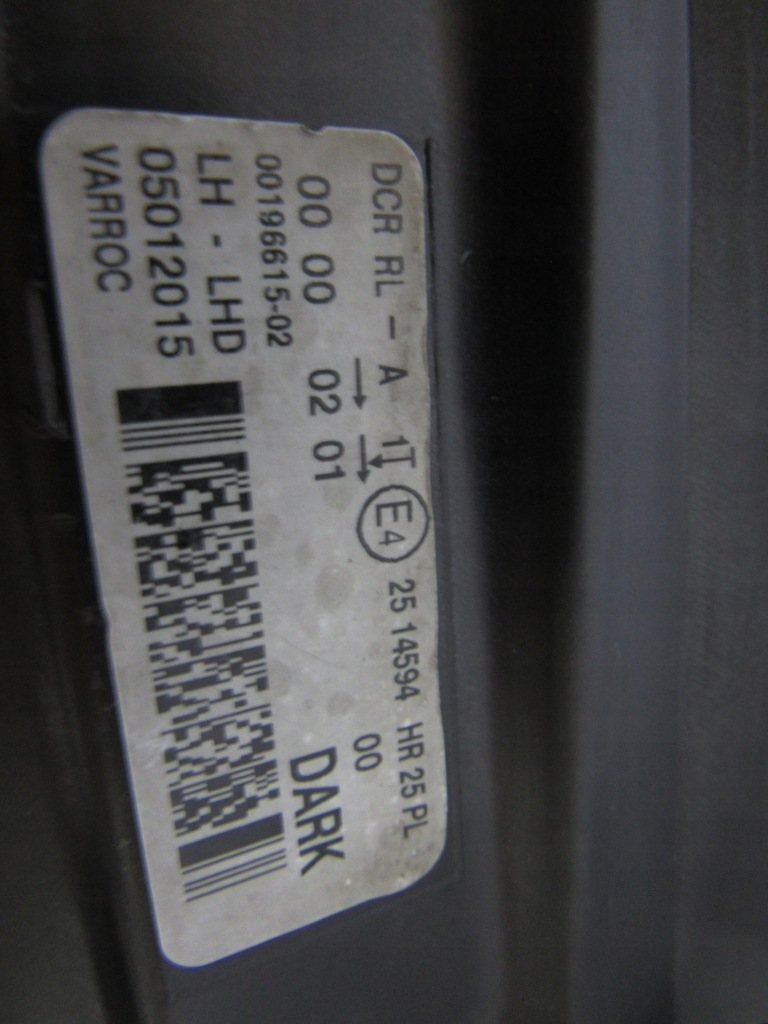 DCR RL - A 1T E4 25 14594 HR 25 PL
00 00 → 02 → 01 00
00196615-02
LH - LHD DARK
05012015
VARROC